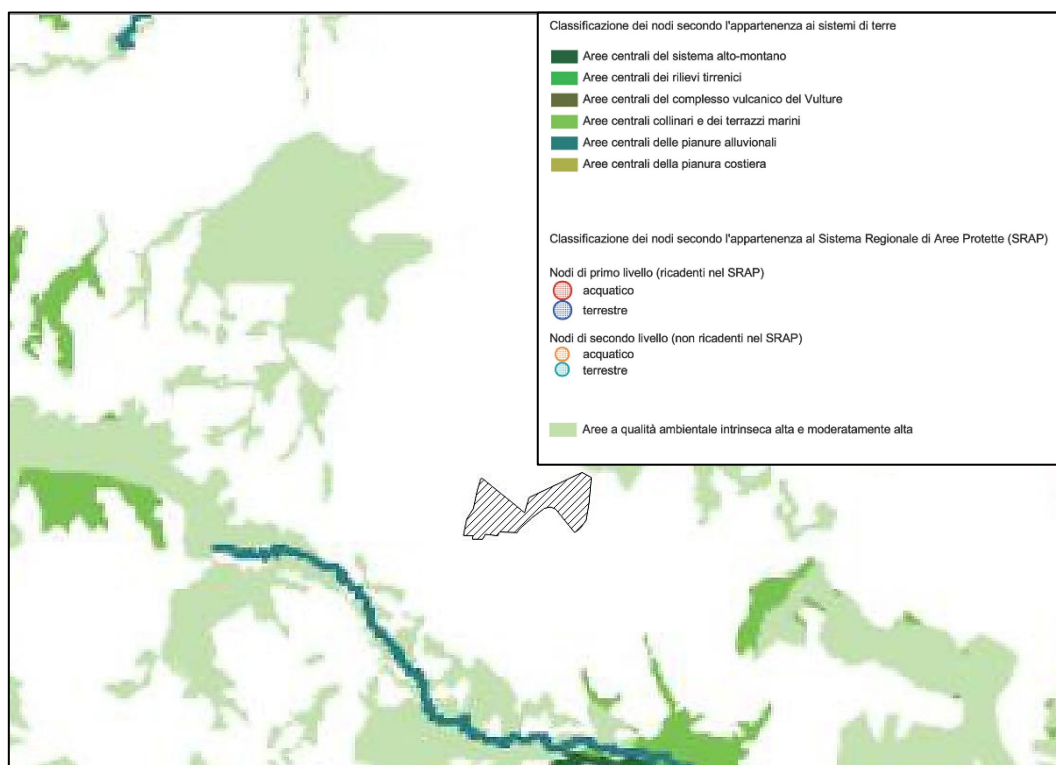 Classificazione dei nodi secondo l'appartenenza ai sistemi di terre
Aree centrali del sistema alto-montano
Aree centrali dei rilievi tirrenici
Aree centrali del complesso vulcanico del Vulture
Aree centrali collinari e dei terrazzi marini
Aree centrali delle pianure alluvionali
Aree centrali della pianura costiera
Classificazione dei nodi secondo l'appartenenza al Sistema Regionale di Aree Protette (SRAP)
Nodi di primo livello (ricadenti nel SRAP)
acquatico
terrestre
Nodi di secondo livello (non ricadenti nel SRAP)
acquatico
terrestre
Aree a qualità ambientale intrinseca alta e moderatamente alta